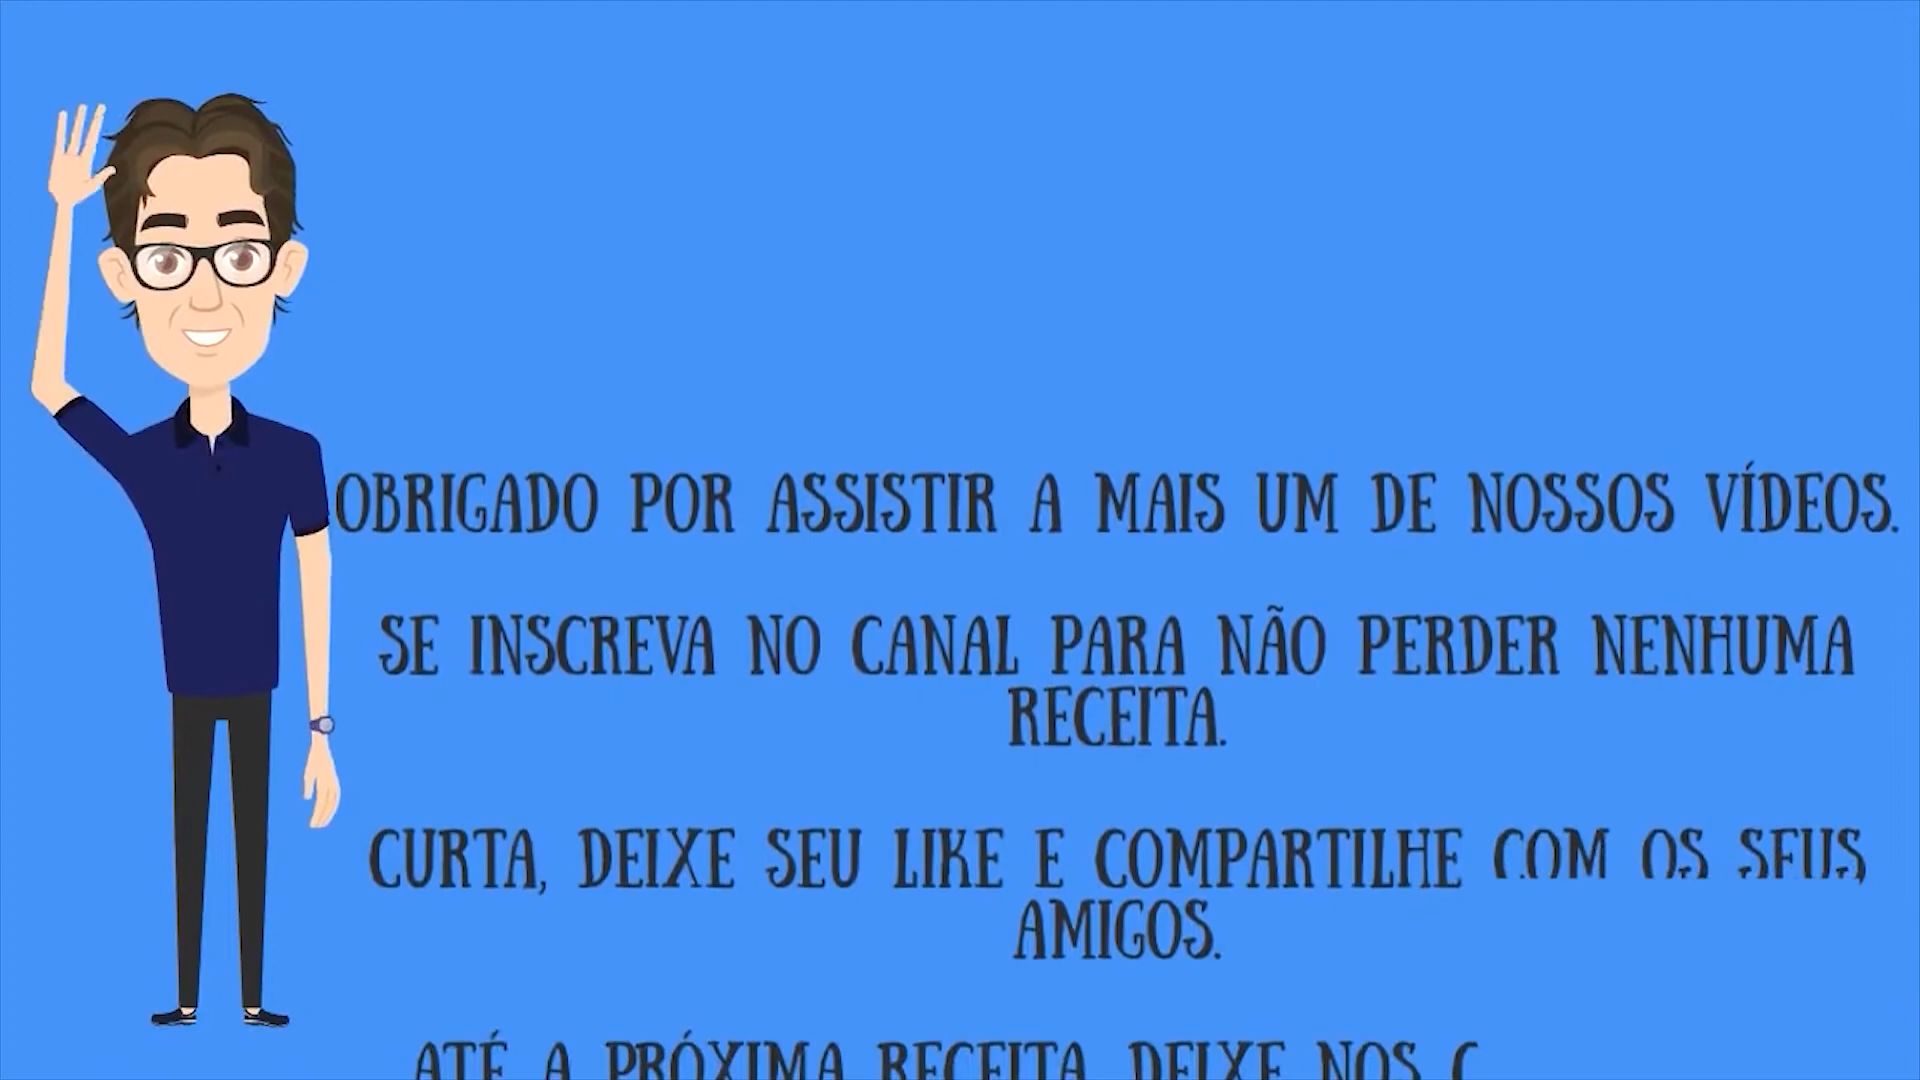 OBRIGADO POR ASSISTIR A MAIS UM DE NOSSOS VÍDEOS.
SE INSCREVA NO CANAL PARA NÃO PERDER NENHUMA
RECEITA.
CURTA, DEIXE SEU LIKE E COMPARTILHE COM OS SEUS
AMIGOS.
ATÉ A PRÓXIMA RECEITA DEIXE NOS